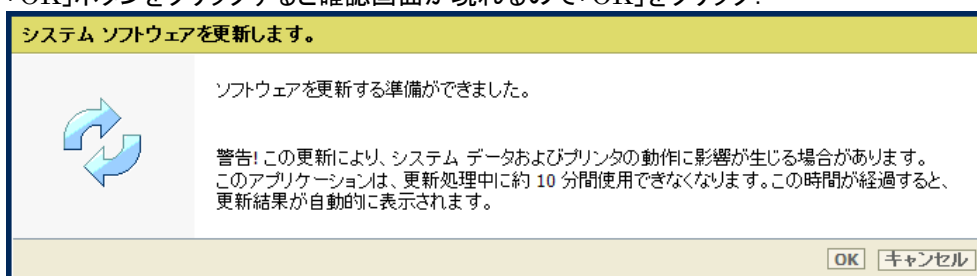 「OK」ボタンをクリックすると確認画面が現れるので「OK」をクリック.
システム ソフトウェアを更新します。
ソフトウェアを更新する準備ができました。
警告! この更新により、システム データおよびプリンタの動作に影響が生じる場合があります。
このアプリケーションは、更新処理中に約 10 分間使用できなくなります。この時間が経過すると、
更新結果が自動的に表示されます。
OK キャンセル